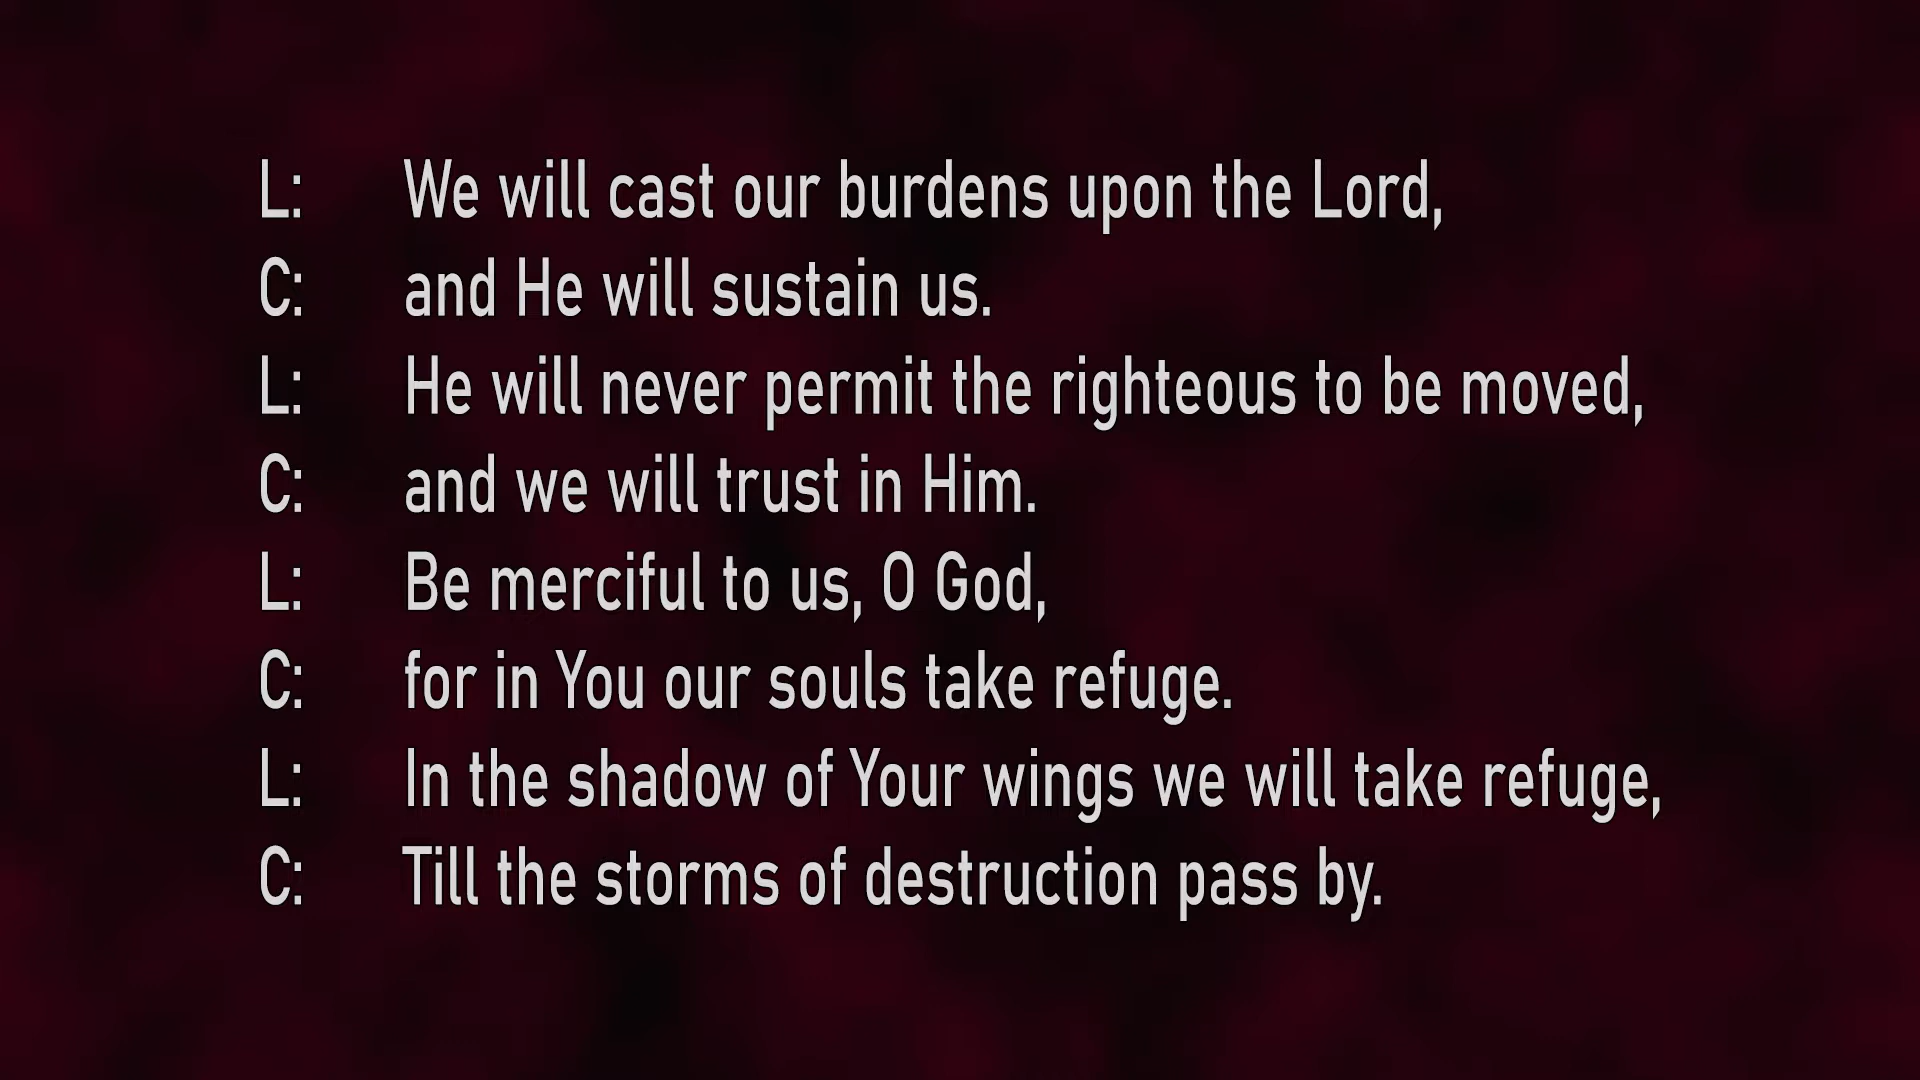 L: We will cast our burdens upon the Lord,
C: and He will sustain us.
L: He will never permit the righteous to be moved,
C: and we will trust in Him.
L: Be merciful to us, O God,
C: for in You our souls take refuge.
L: In the shadow of Your wings we will take refuge,
C: Till the storms of destruction pass by.